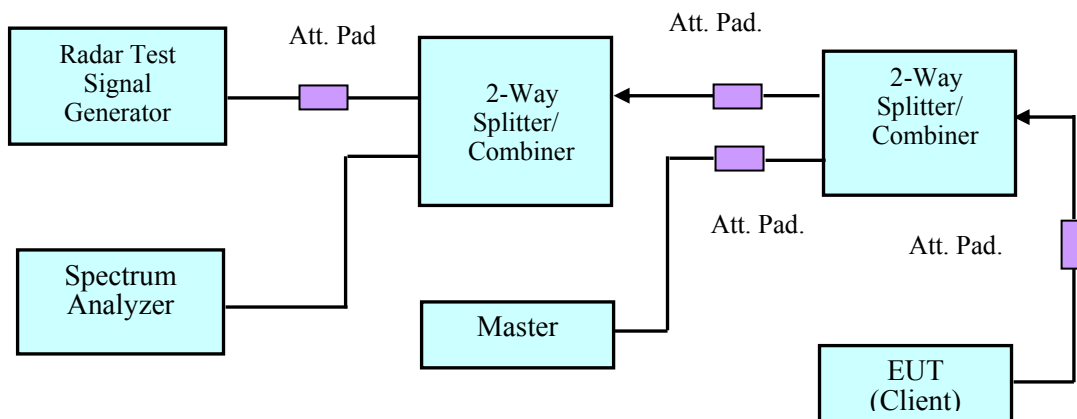 Radar Test
Signal
Generator
Att. Pad
2-Way
Splitter/
Combiner
Att. Pad.
2-Way
Splitter/
Combiner
Att. Pad.
Att. Pad.
Spectrum
Analyzer
Master
EUT
(Client)